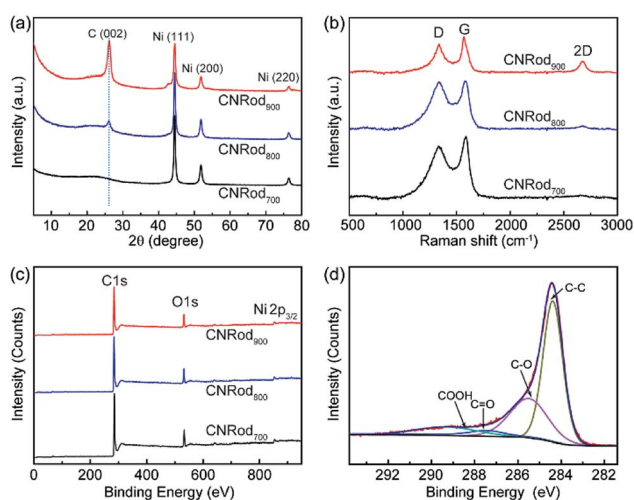 (a)
C (002)
Ni (111)
Ni (200)
Ni (220)
CNRod900
CNRod800
CNRod700
Intensity (a.u.)
10 20 30 40 50 60 70 80
2θ (degree)
(b)
D
G
2D
CNRod900
CNRod800
CNRod700
Intensity (a.u.)
500 1000 1500 2000 2500 3000
Raman shift (cm-1)
(c)
C1s
O1s
Ni 2p3/2
CNRod900
CNRod800
CNRod700
Intensity (Counts)
0 200 400 600 800
Binding Energy (eV)
(d)
C-C
C-O
COOH
C=O
Intensity (Counts)
292 290 288 286 284 282
Binding Energy (eV)